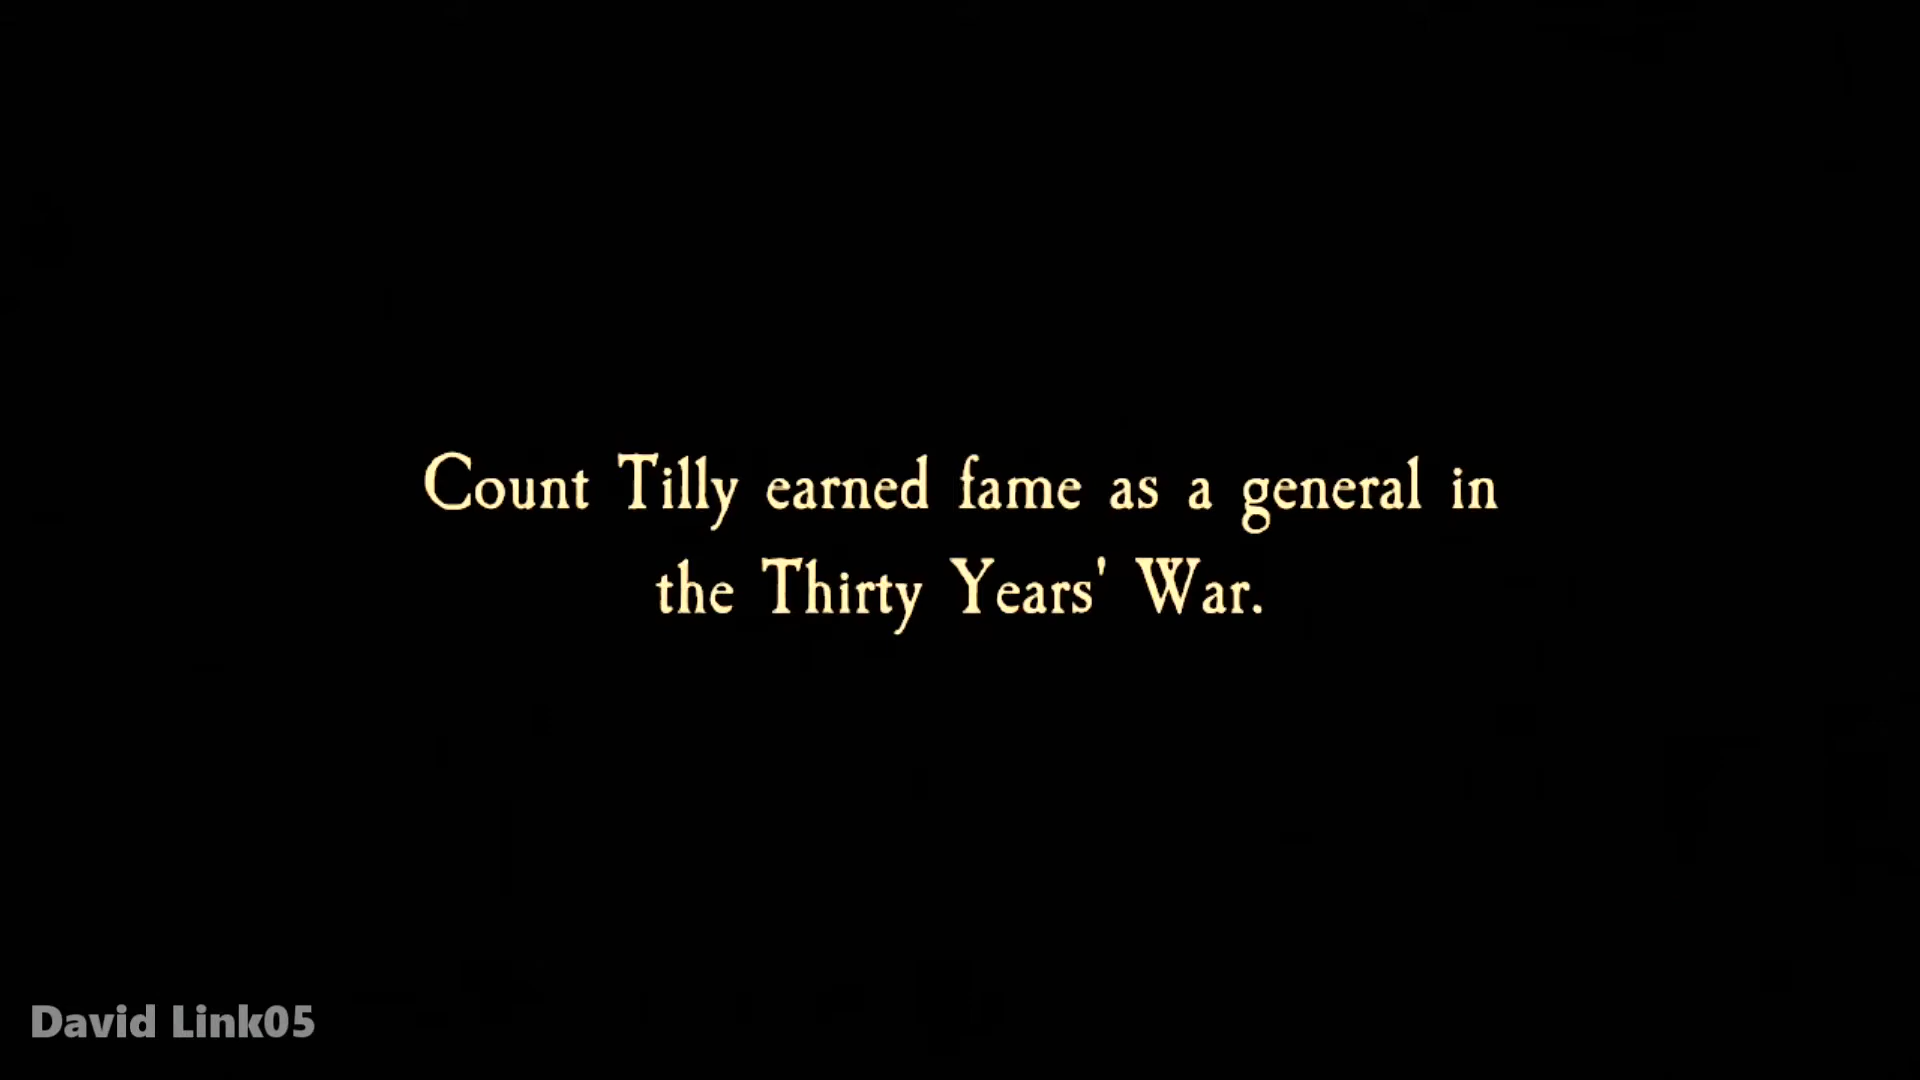 Count Tilly earned fame as a general in
the Thirty Years' War.
David Link05